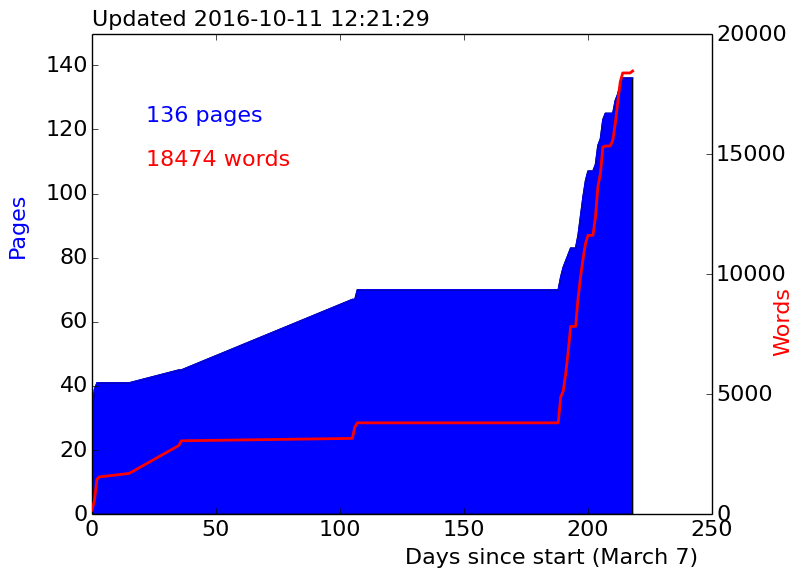 Updated 2016-10-11 12:21:29
136 pages
18474 words
Pages
140
120
100
80
60
40
20
0
20000
15000
10000
5000
0
Words
0 50 100 150 200 250
Days since start (March 7)